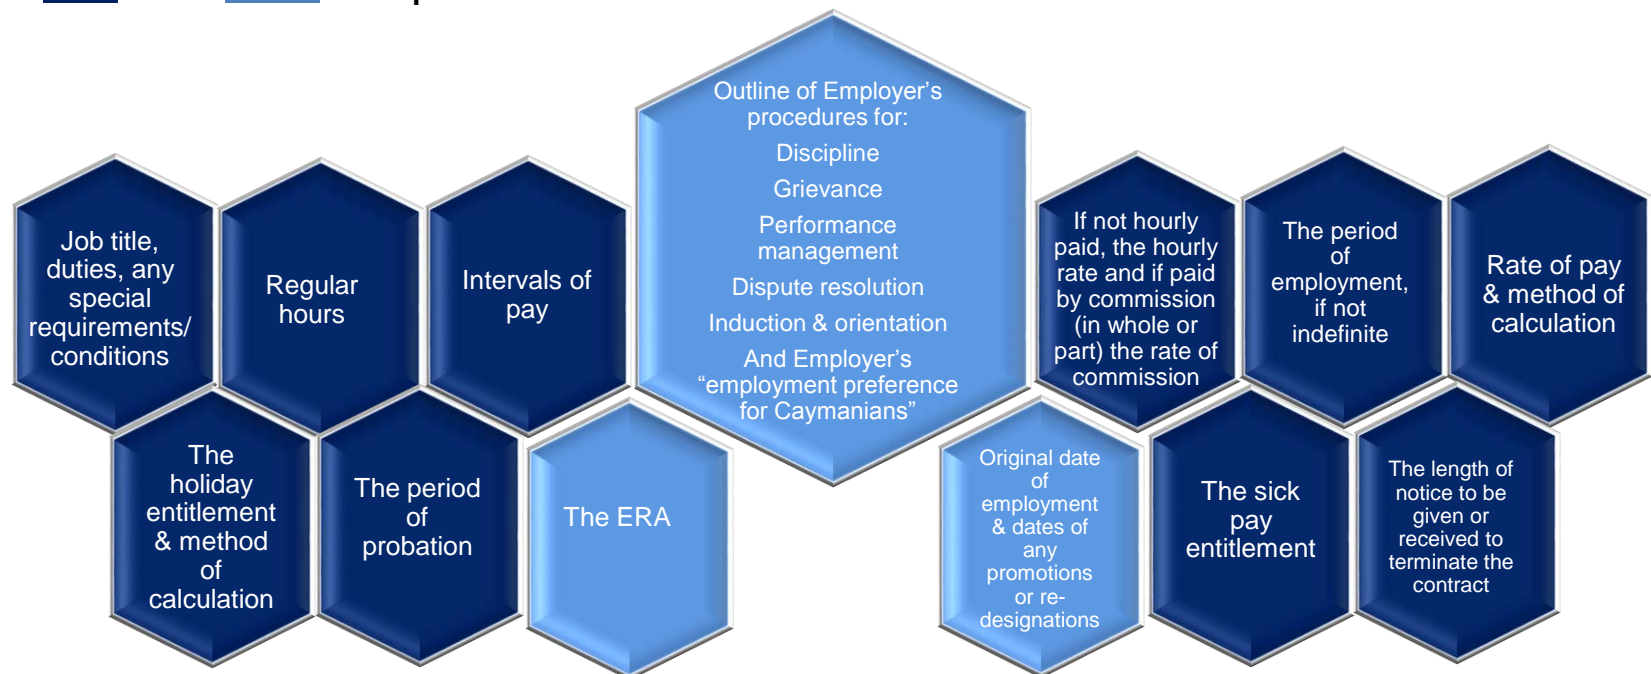 Job title,
duties, any
special
requirements/
conditions
Regular
hours
Intervals of
pay
Outline of Employer’s
procedures for:
Discipline
Grievance
Performance
management
Dispute resolution
Induction & orientation
And Employer’s
“employment preference
for Caymanians”
If not hourly
paid, the hourly
rate and if paid
by commission
(in whole or
part) the rate of
commission
The period
of
employment,
if not
indefinite
Rate of pay
& method of
calculation
The
holiday
entitlement
& method
of
calculation
The period
of
probation
The ERA
Original date
of
employment
& dates of
any
promotions
or re-
designations
The sick
pay
entitlement
The length of
notice to be
given or
received to
terminate the
contract